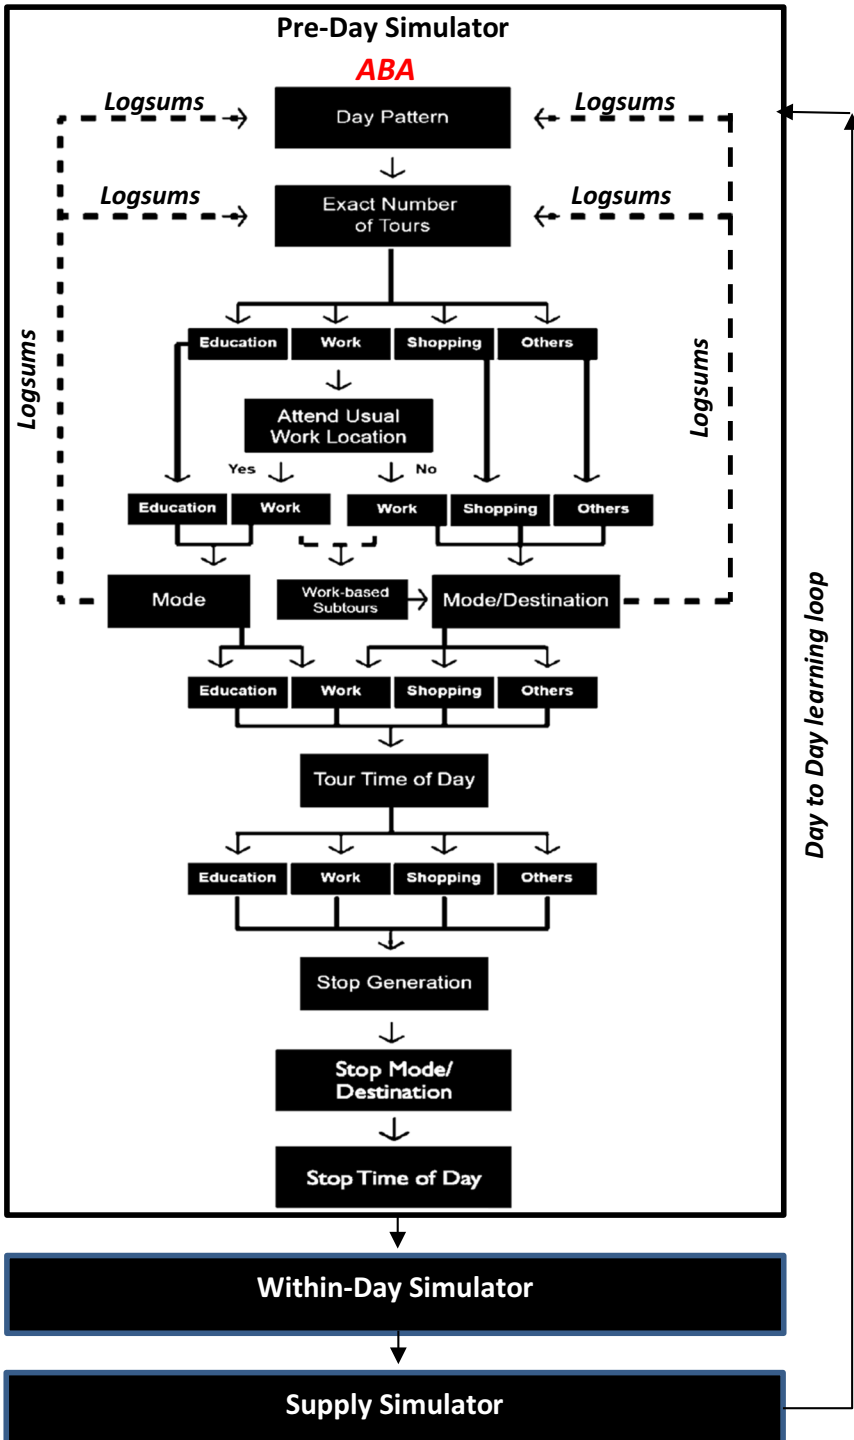 Pre-Day Simulator
ABA
Logsums
Logsums
Day Pattern
Logsums
Logsums
Exact Number
of Tours
Logsums
Logsums
Education
Work
Shopping
Others
Attend Usual
Work Location
Yes
No
Education
Work
Work
Shopping
Others
Mode
Work-based
Subtours
Mode/Destination
Education
Work
Shopping
Others
Tour Time of Day
Education
Work
Shopping
Others
Stop Generation
Stop Mode/
Destination
Stop Time of Day
Day to Day learning loop
Within-Day Simulator
Supply Simulator